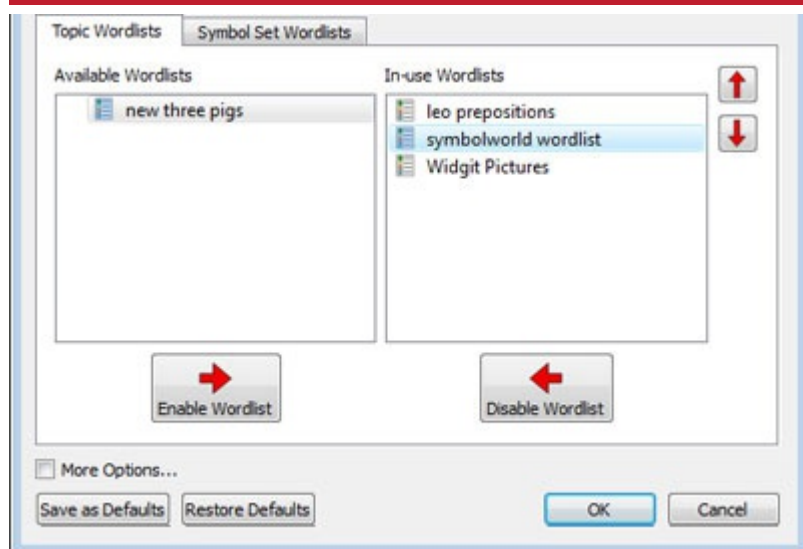 Topic Wordlists
Symbol Set Wordlists
Available Wordlists
In-use Wordlists
new three pigs
leo prepositions
symbolworld wordlist
Widgit Pictures
Enable Wordlist
Disable Wordlist
More Options...
Save as Defaults
Restore Defaults
OK
Cancel